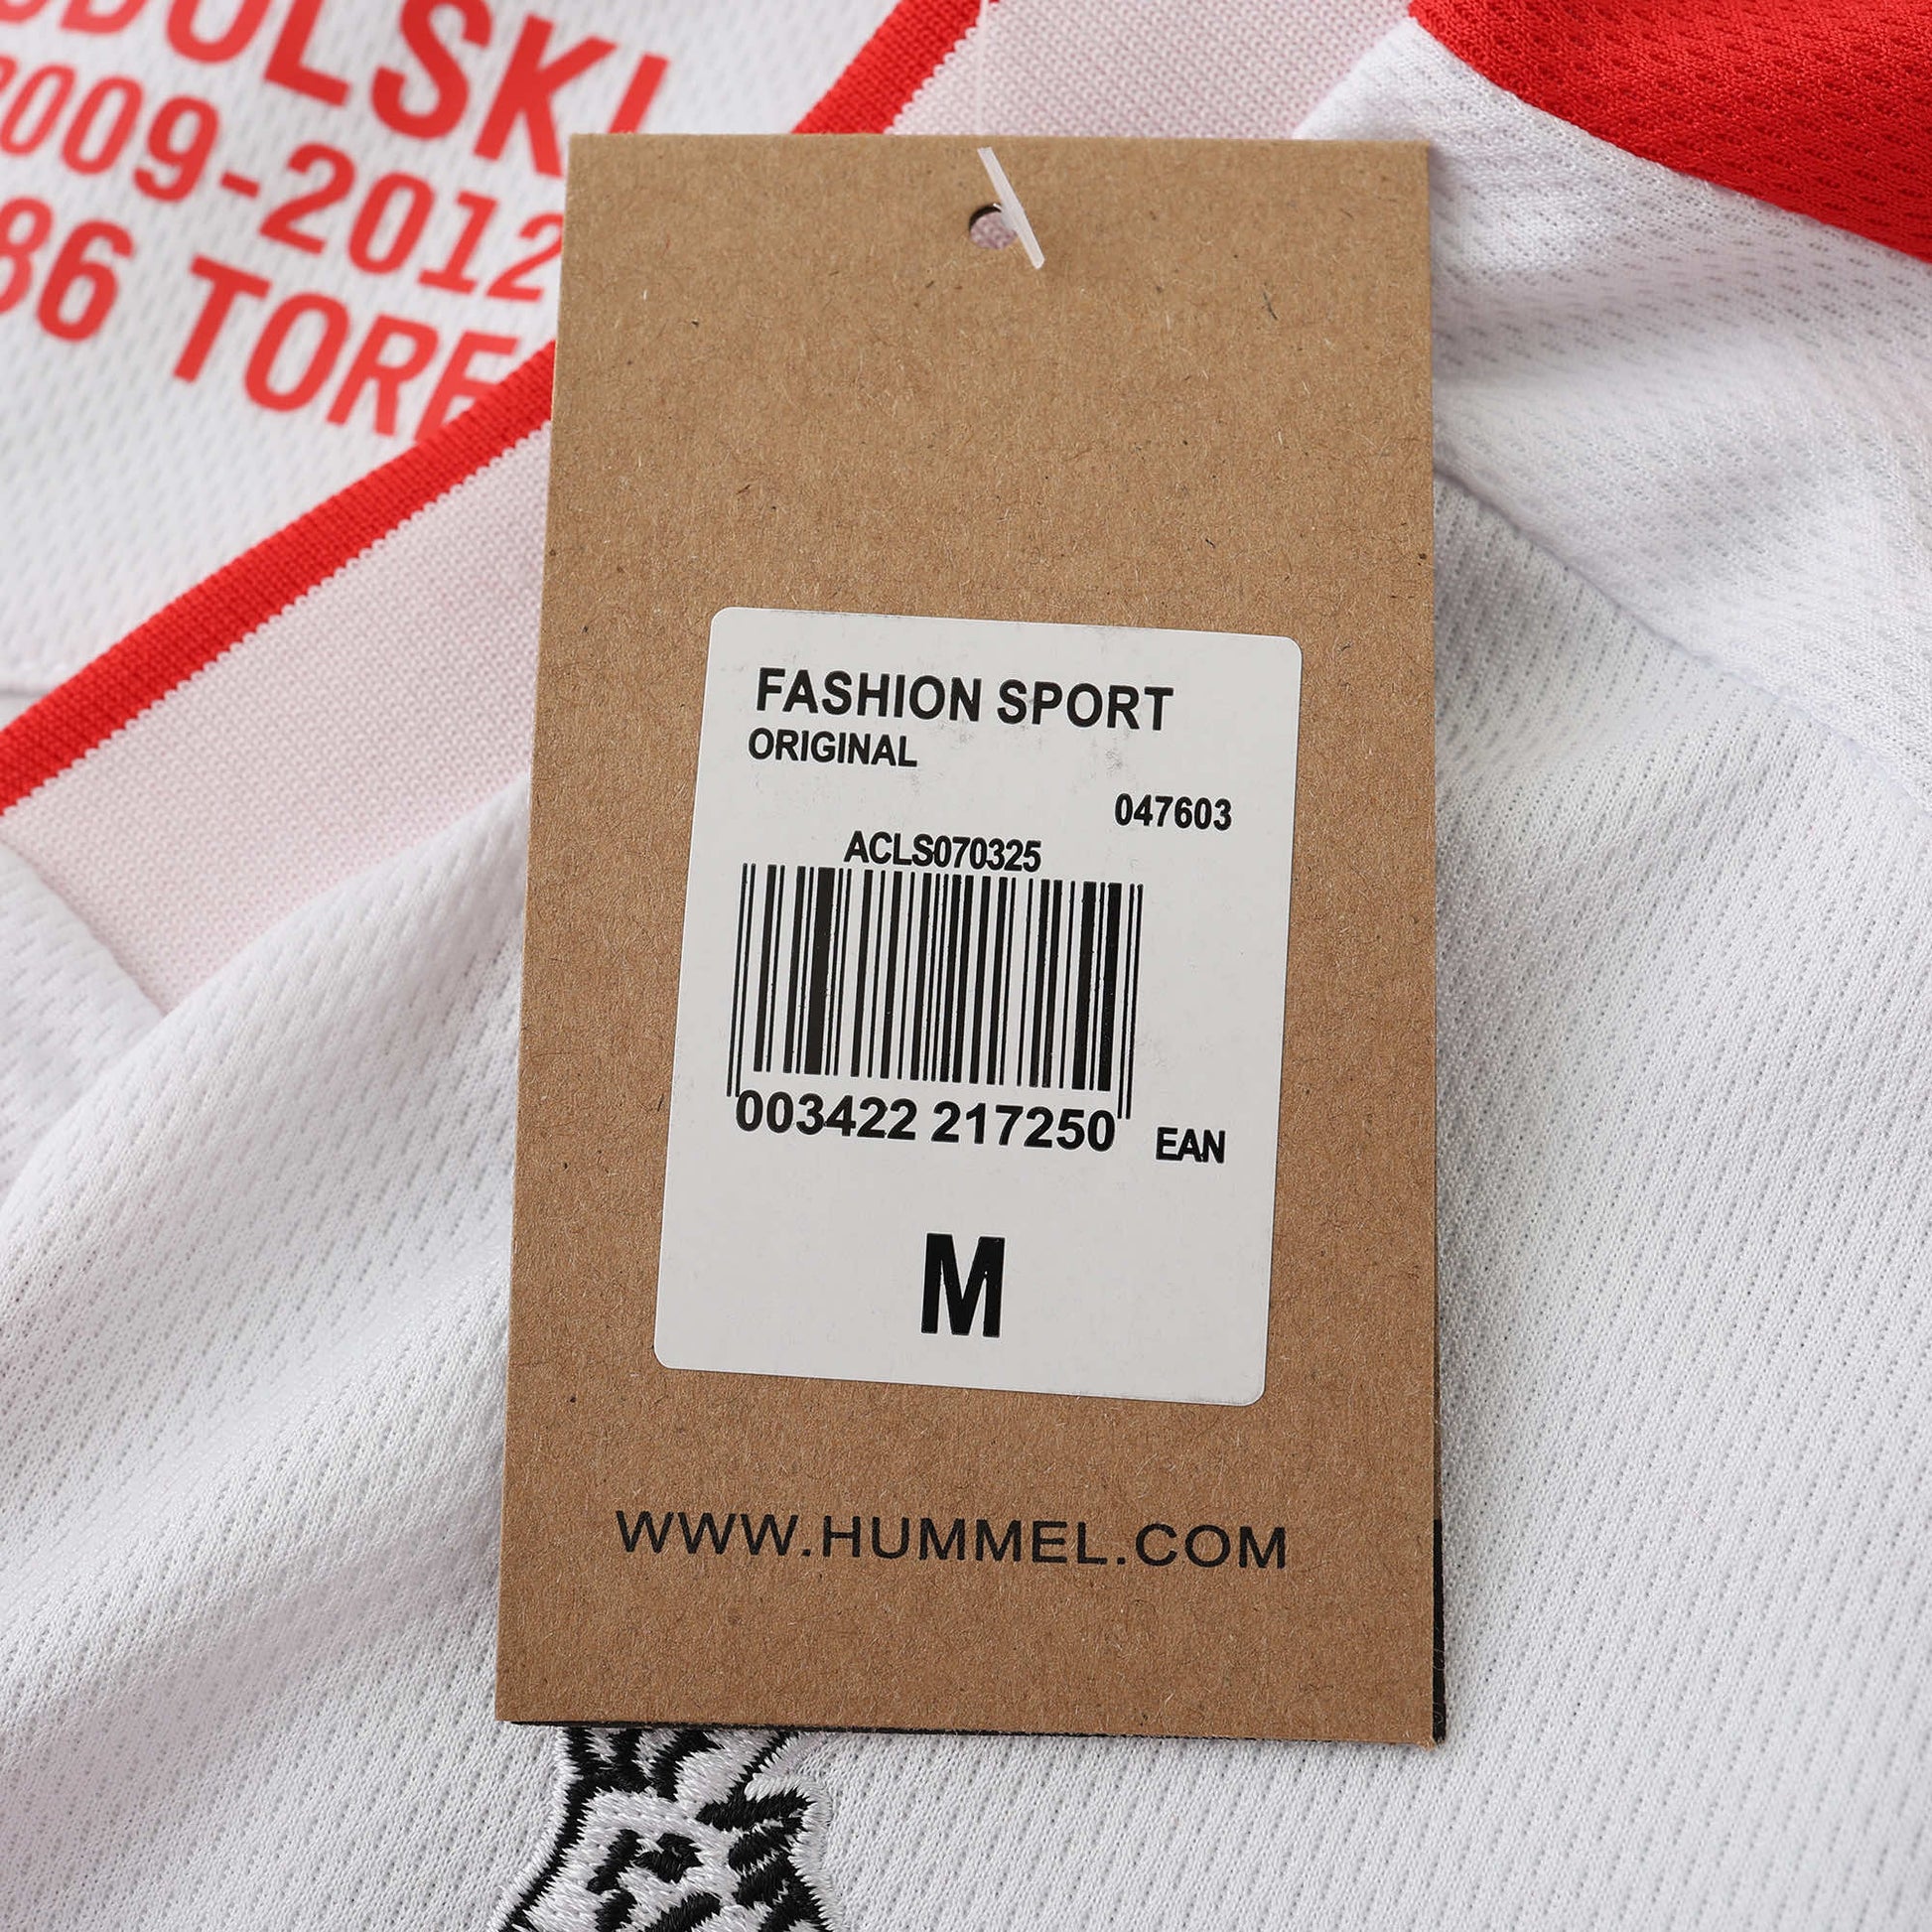 ODOLSKI
2009-2012
86 TORE
FASHION SPORT
ORIGINAL
047603
ACLS070325
003422 217250
EAN
M
WWW.HUMMEL.COM